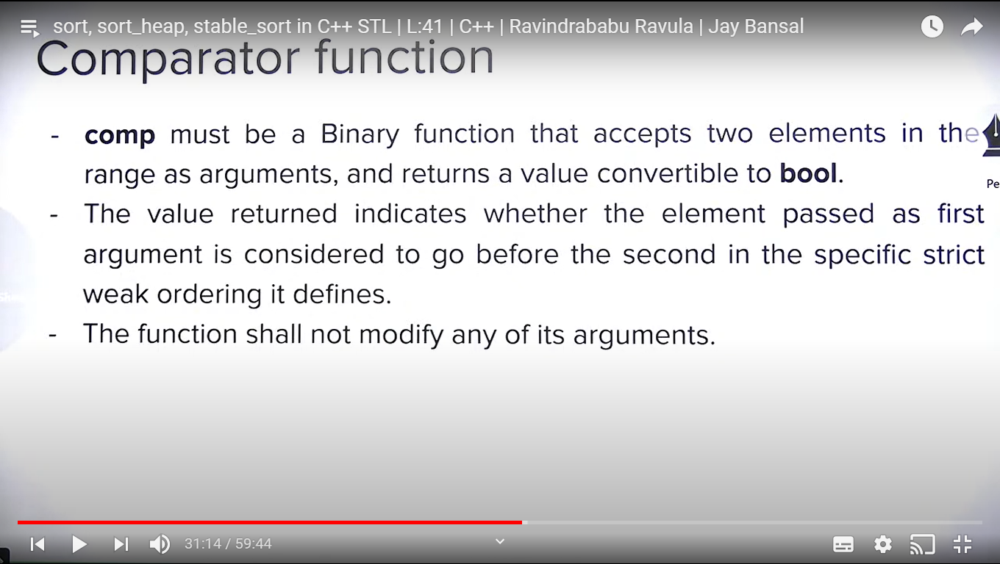 sort, sort_heap, stable_sort in C++ STL | L:41 | C++ | Ravindrababu Ravula | Jay Bansal
Comparator function
- comp must be a Binary function that accepts two elements in the
range as arguments, and returns a value convertible to bool.
- The value returned indicates whether the element passed as first
argument is considered to go before the second in the specific strict
weak ordering it defines.
- The function shall not modify any of its arguments.
Pe
31:14 / 59:44